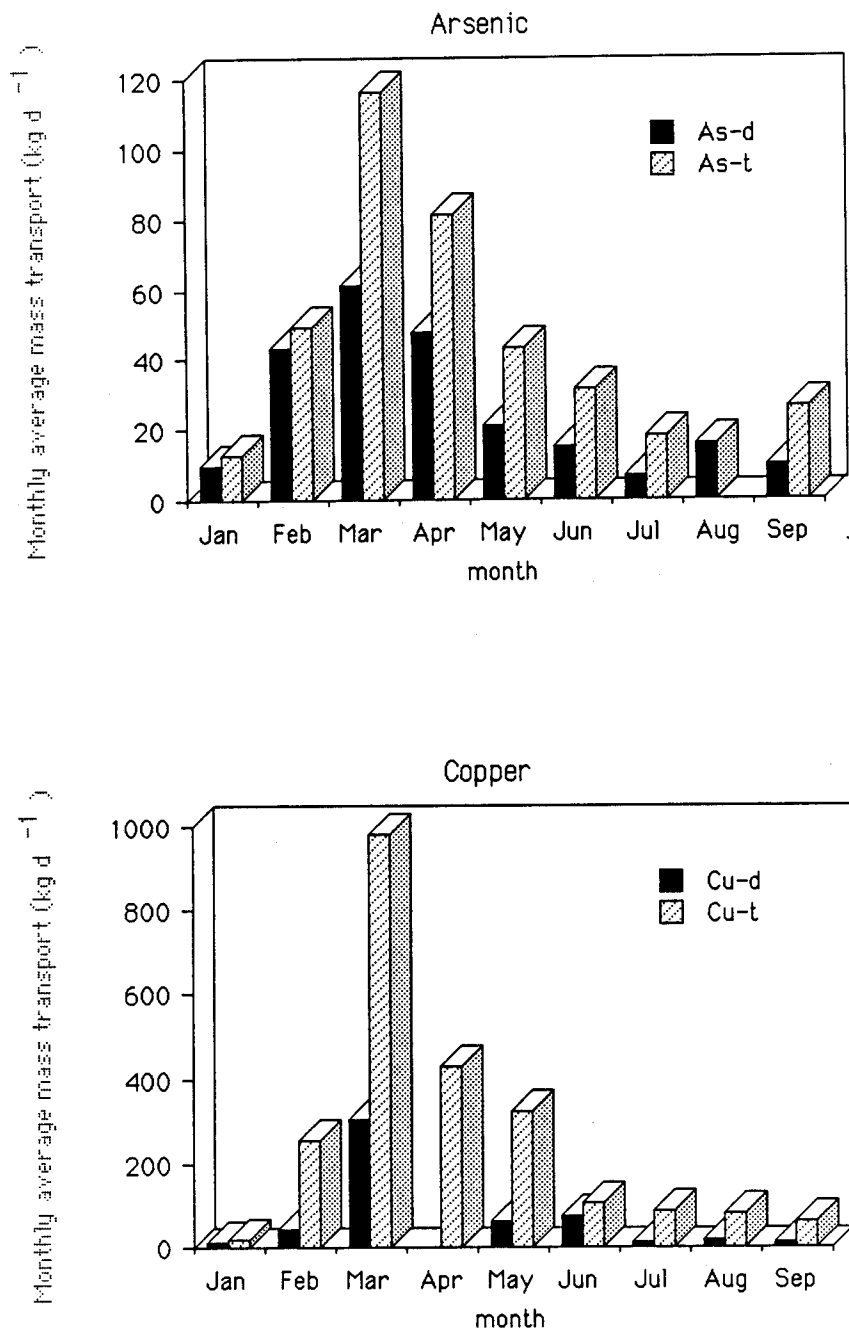 Arsenic
Monthly average mass transport (kg d⁻¹)
120
100
80
60
40
20
0
As-d
As-t
Jan Feb Mar Apr May Jun Jul Aug Sep
month
Copper
Monthly average mass transport (kg d⁻¹)
1000
800
600
400
200
0
Cu-d
Cu-t
Jan Feb Mar Apr May Jun Jul Aug Sep
month